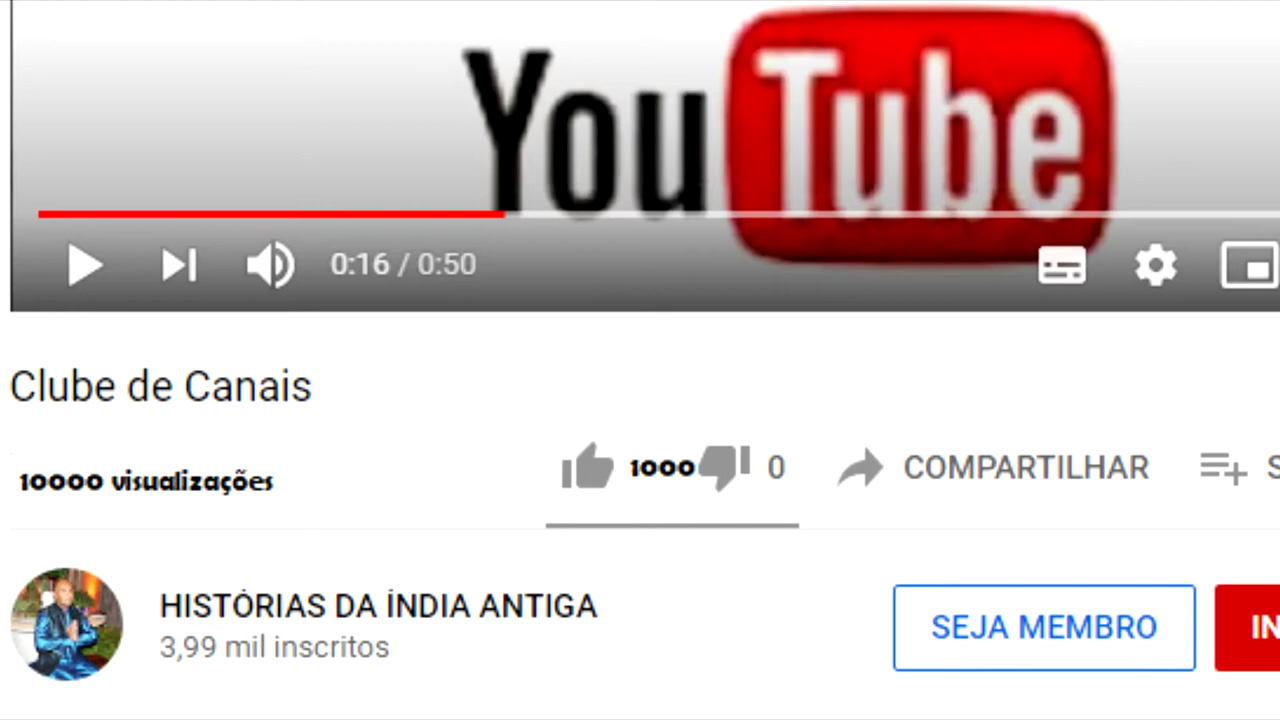 YouTube
0:16 / 0:50
Clube de Canais
10000 visualizações
1000 0 COMPARTILHAR S
HISTÓRIAS DA ÍNDIA ANTIGA
SEJA MEMBRO IN
3,99 mil inscritos